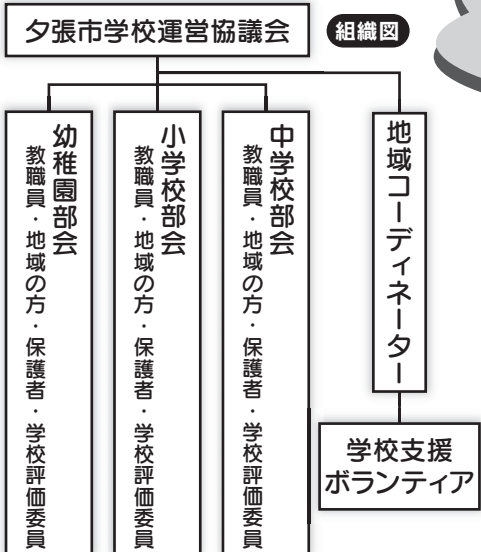 夕張市学校運営協議会
組織図
幼稚園部会
教職員・地域の方・保護者・学校評価委員
小学校部会
教職員・地域の方・保護者・学校評価委員
中学校部会
教職員・地域の方・保護者・学校評価委員
地域コーディネーター
学校支援
ボランティア